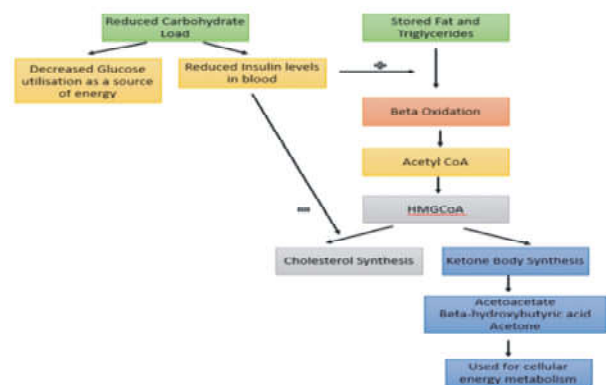 Reduced Carbohydrate
Load
Stored Fat and
Triglycerides
Decreased Glucose
utilisation as a source
of energy
Reduced Insulin levels
in blood
+
Beta Oxidation
Acetyl CoA
HMGCoA
–
Cholesterol Synthesis
Ketone Body Synthesis
Acetoacetate
Beta-hydroxybutyric acid
Acetone
Used for cellular
energy metabolism